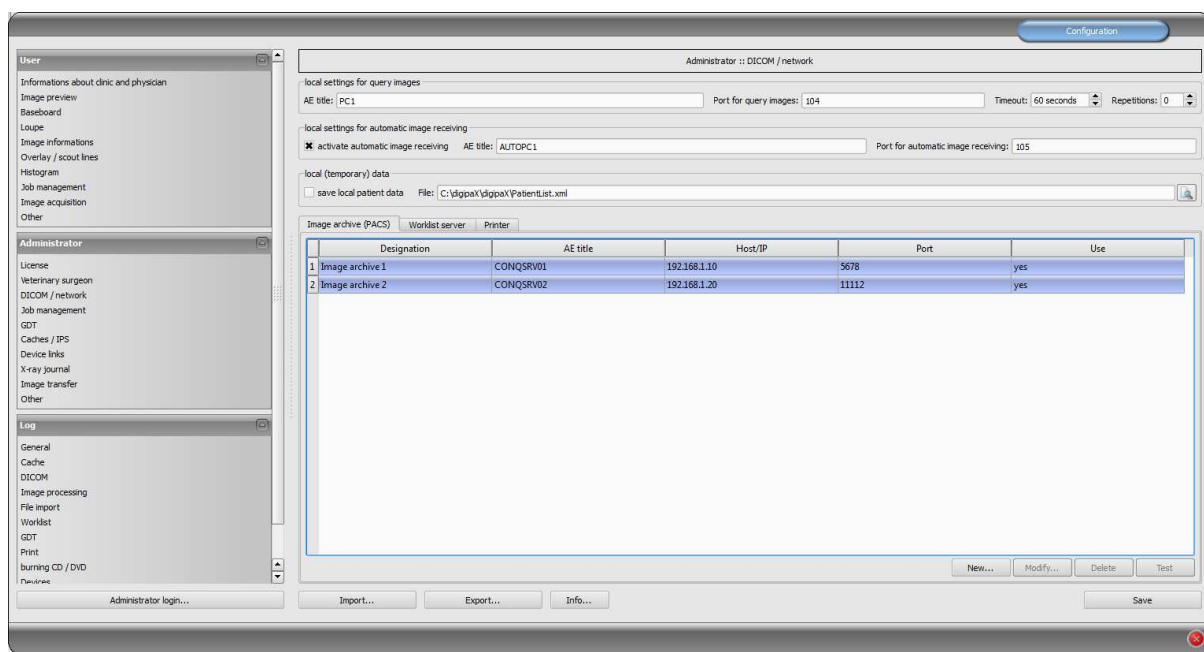 Configuration
User
Informations about clinic and physician
Image preview
Baseboard
Loupe
Image informations
Overlay / scout lines
Histogram
Job management
Image acquisition
Other
Administrator
License
Veterinary surgeon
DICOM / network
Job management
GDT
Caches / IPS
Device links
X-ray journal
Image transfer
Other
Log
General
Cache
DICOM
Image processing
File import
Worklist
GDT
Print
burning CD / DVD
Devices
Administrator login...
Administrator :: DICOM / network
local settings for query images
AE title: PC1 Port for query images: 104 Timeout: 60 seconds Repetitions: 0
local settings for automatic image receiving
activate automatic image receiving AE title: AUTOPC1 Port for automatic image receiving: 105
local (temporary) data
save local patient data File: C:\digipaX\digipaX\PatientList.xml
Image archive (PACS) Worklist server Printer
Designation AE title Host/IP Port Use
1 Image archive 1 CONQSRV01 192.168.1.10 5678 yes
2 Image archive 2 CONQSRV02 192.168.1.20 11112 yes
New... Modify... Delete Test
Import... Export... Info... Save